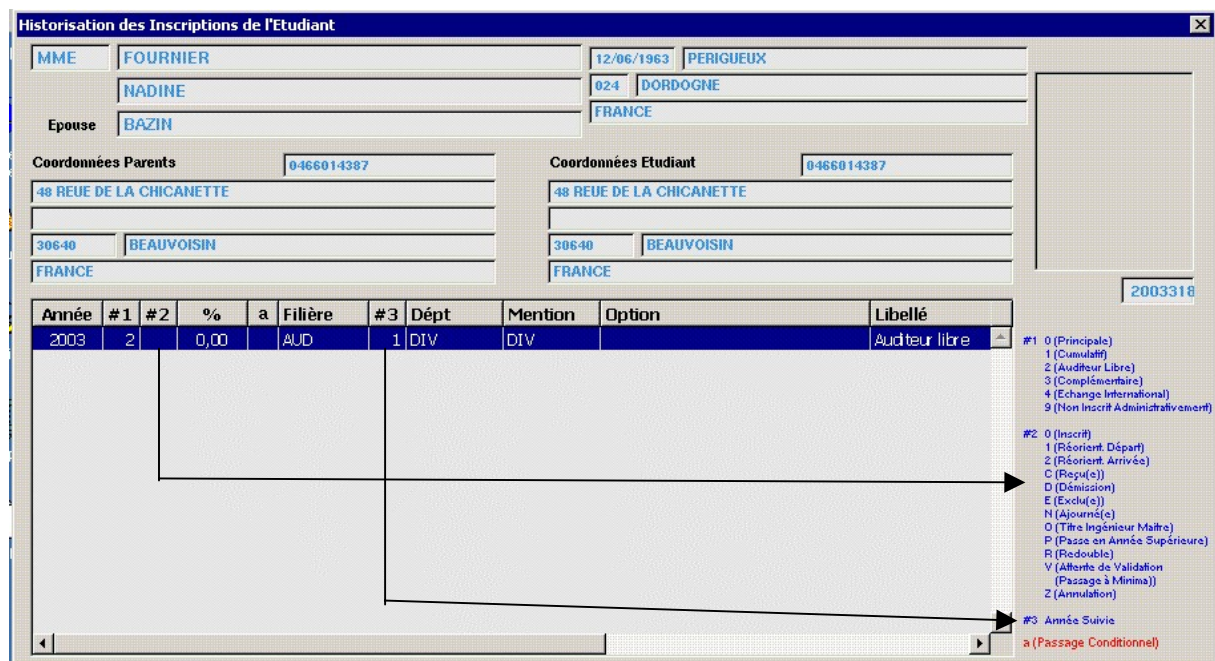 Historisation des Inscriptions de l'Etudiant
MME FOURNIER 12/06/1963 PERIGUEUX
NADINE 024 DORDOGNE
Epouse BAZIN FRANCE
Coordonnées Parents 0466014387 Coordonnées Etudiant 0466014387
48 REUE DE LA CHICANETTE 48 REUE DE LA CHICANETTE
30640 BEAUVOISIN 30640 BEAUVOISIN
FRANCE FRANCE
2003318
Année #1 #2 % a Filière #3 Dépt Mention Option Libellé
2003 2 0,00 AUD 1 DIV DIV Auditeur libre
#1 0 (Principale)
1 (Cumulatif)
2 (Auditeur Libre)
3 (Complémentaire)
4 (Echange International)
9 (Non Inscrit Administrativement)
#2 0 (Inscrit)
1 (Réorient. Départ)
2 (Réorient. Arrivée)
C (Reçu(e))
D (Démission)
E (Exclu(e))
N (Ajourné(e)
O (Titre Ingénieur Maitre)
P (Passe en Année Supérieure)
R (Redouble)
V (Attente de Validation
(Passage à Minima))
Z (Annulation)
#3 Année Suivie
a (Passage Conditionnel)